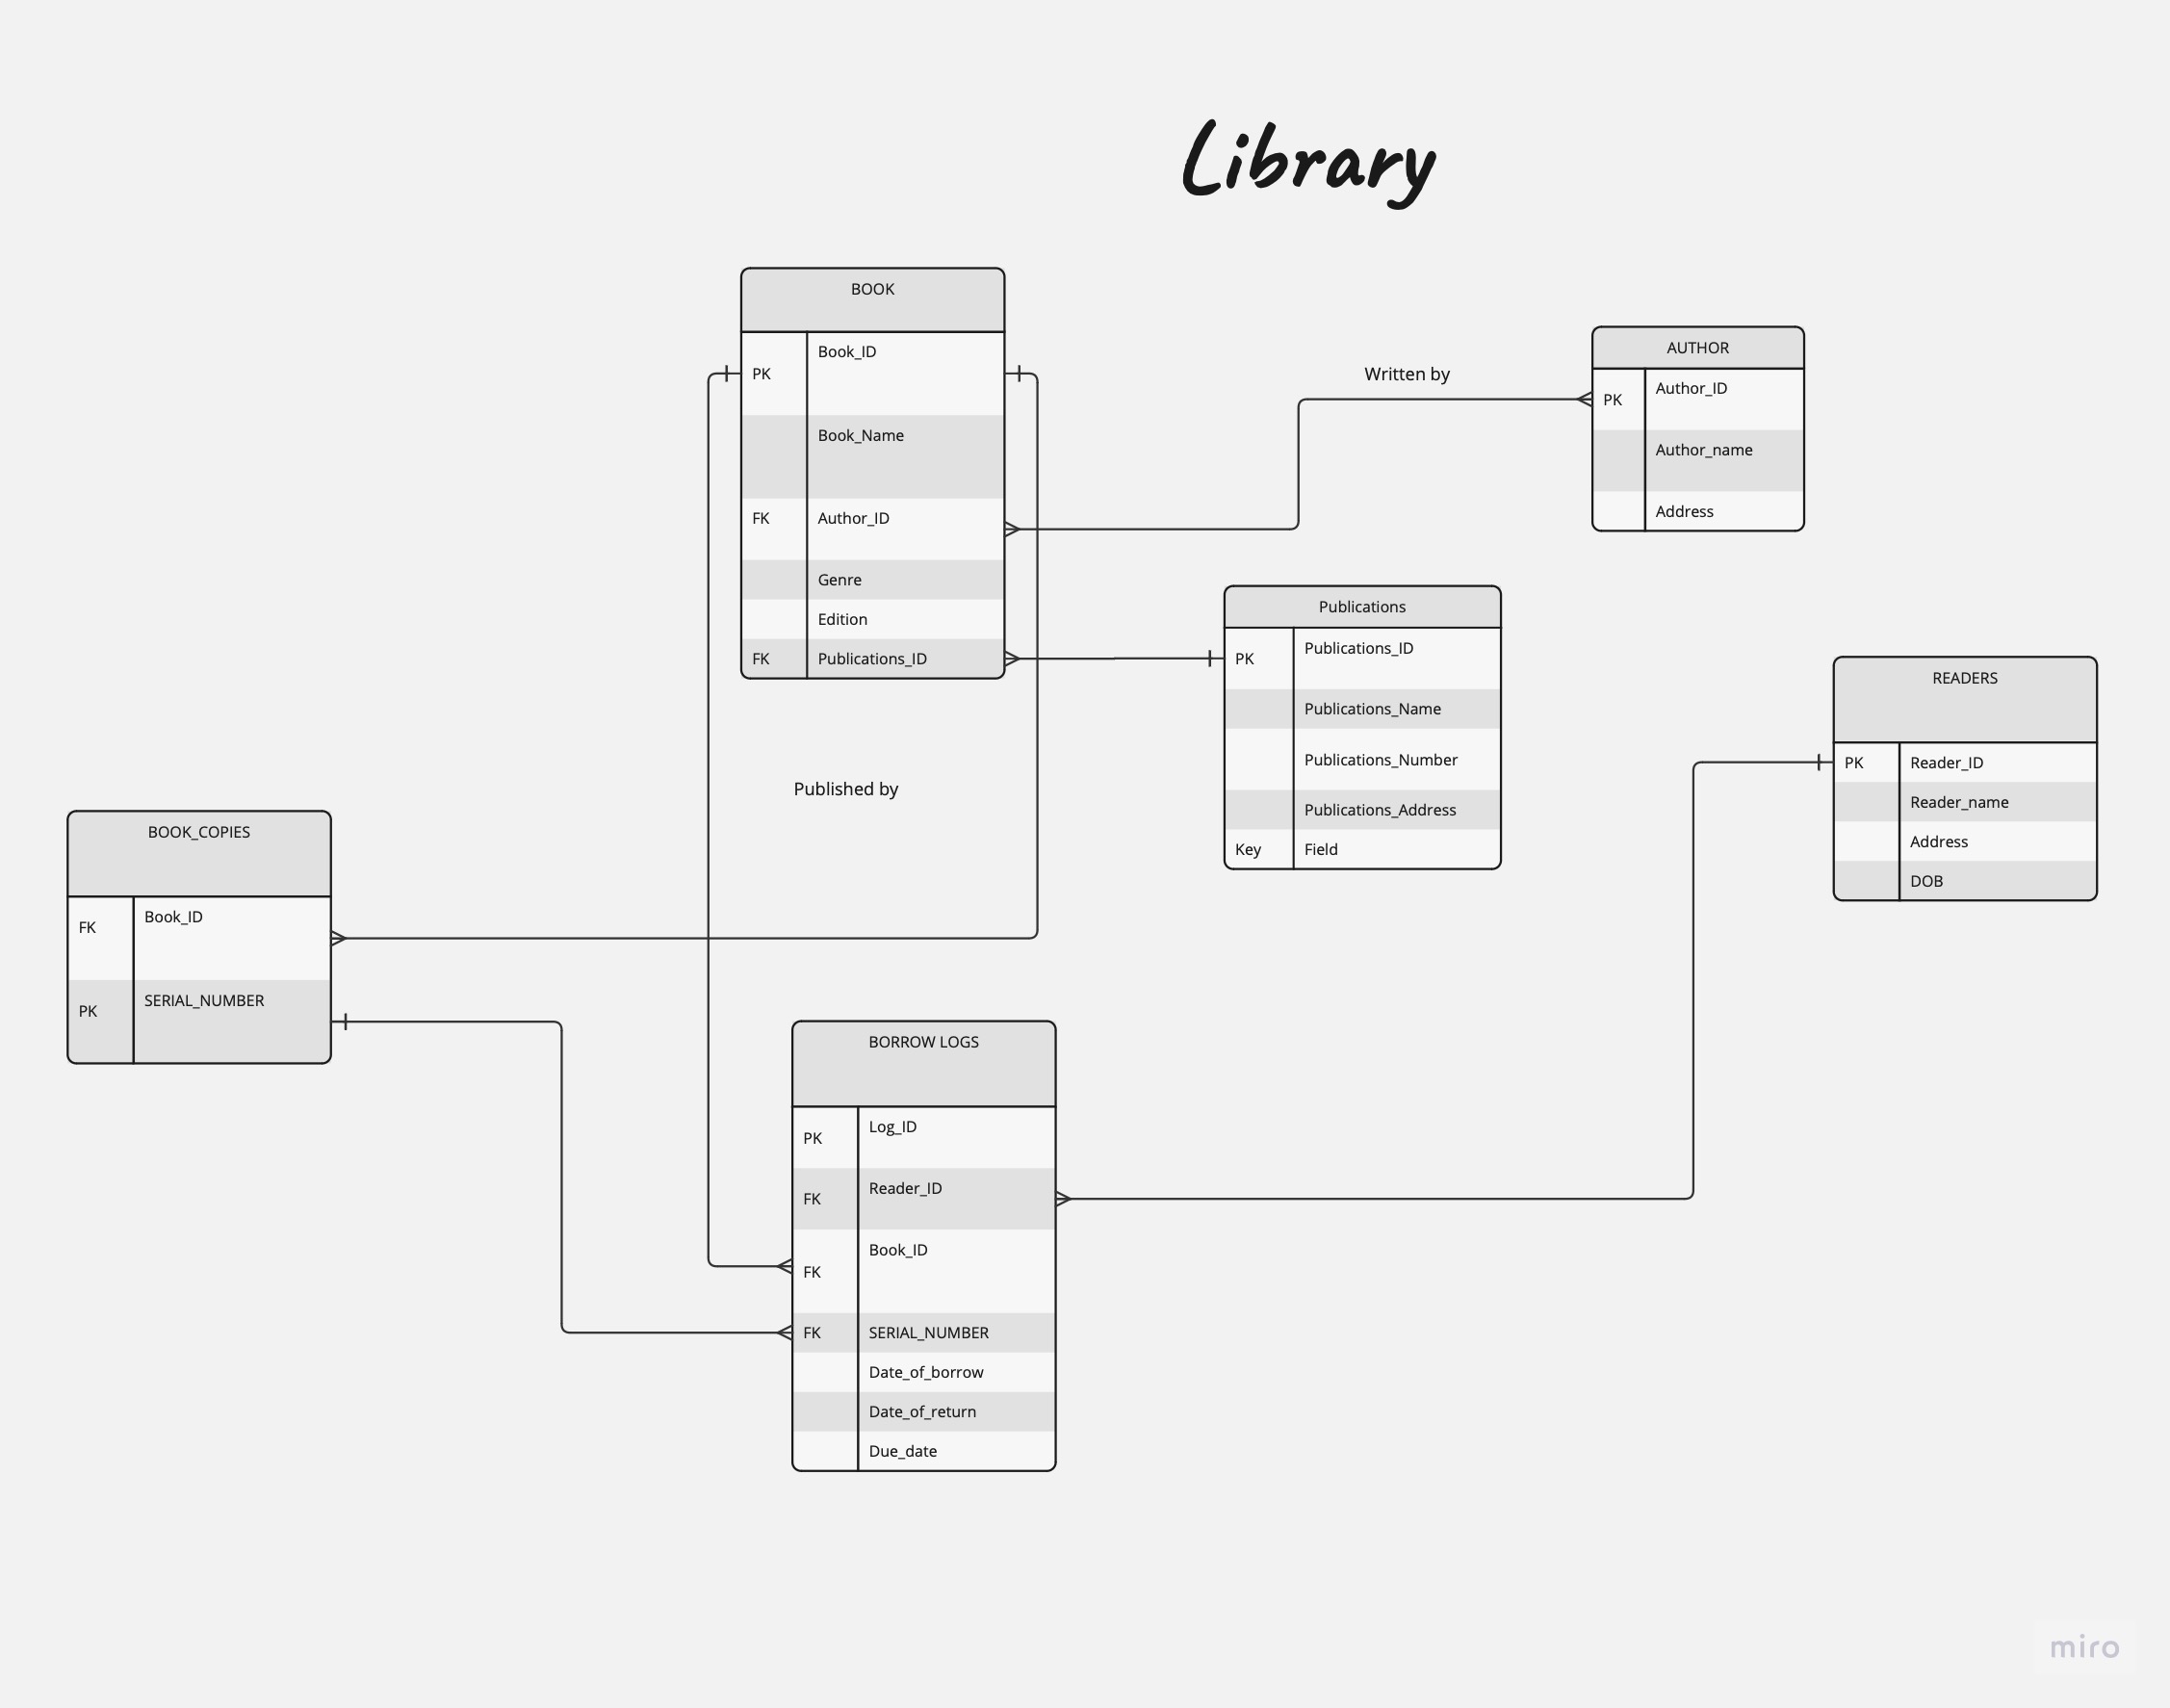 Library
BOOK
PK Book_ID
Book_Name
FK Author_ID
Genre
Edition
FK Publications_ID
Written by
AUTHOR
PK Author_ID
Author_name
Address
Publications
PK Publications_ID
Publications_Name
Publications_Number
Publications_Address
Key Field
READERS
PK Reader_ID
Reader_name
Address
DOB
Published by
BOOK_COPIES
FK Book_ID
PK SERIAL_NUMBER
BORROW LOGS
PK Log_ID
FK Reader_ID
FK Book_ID
FK SERIAL_NUMBER
Date_of_borrow
Date_of_return
Due_date
miro